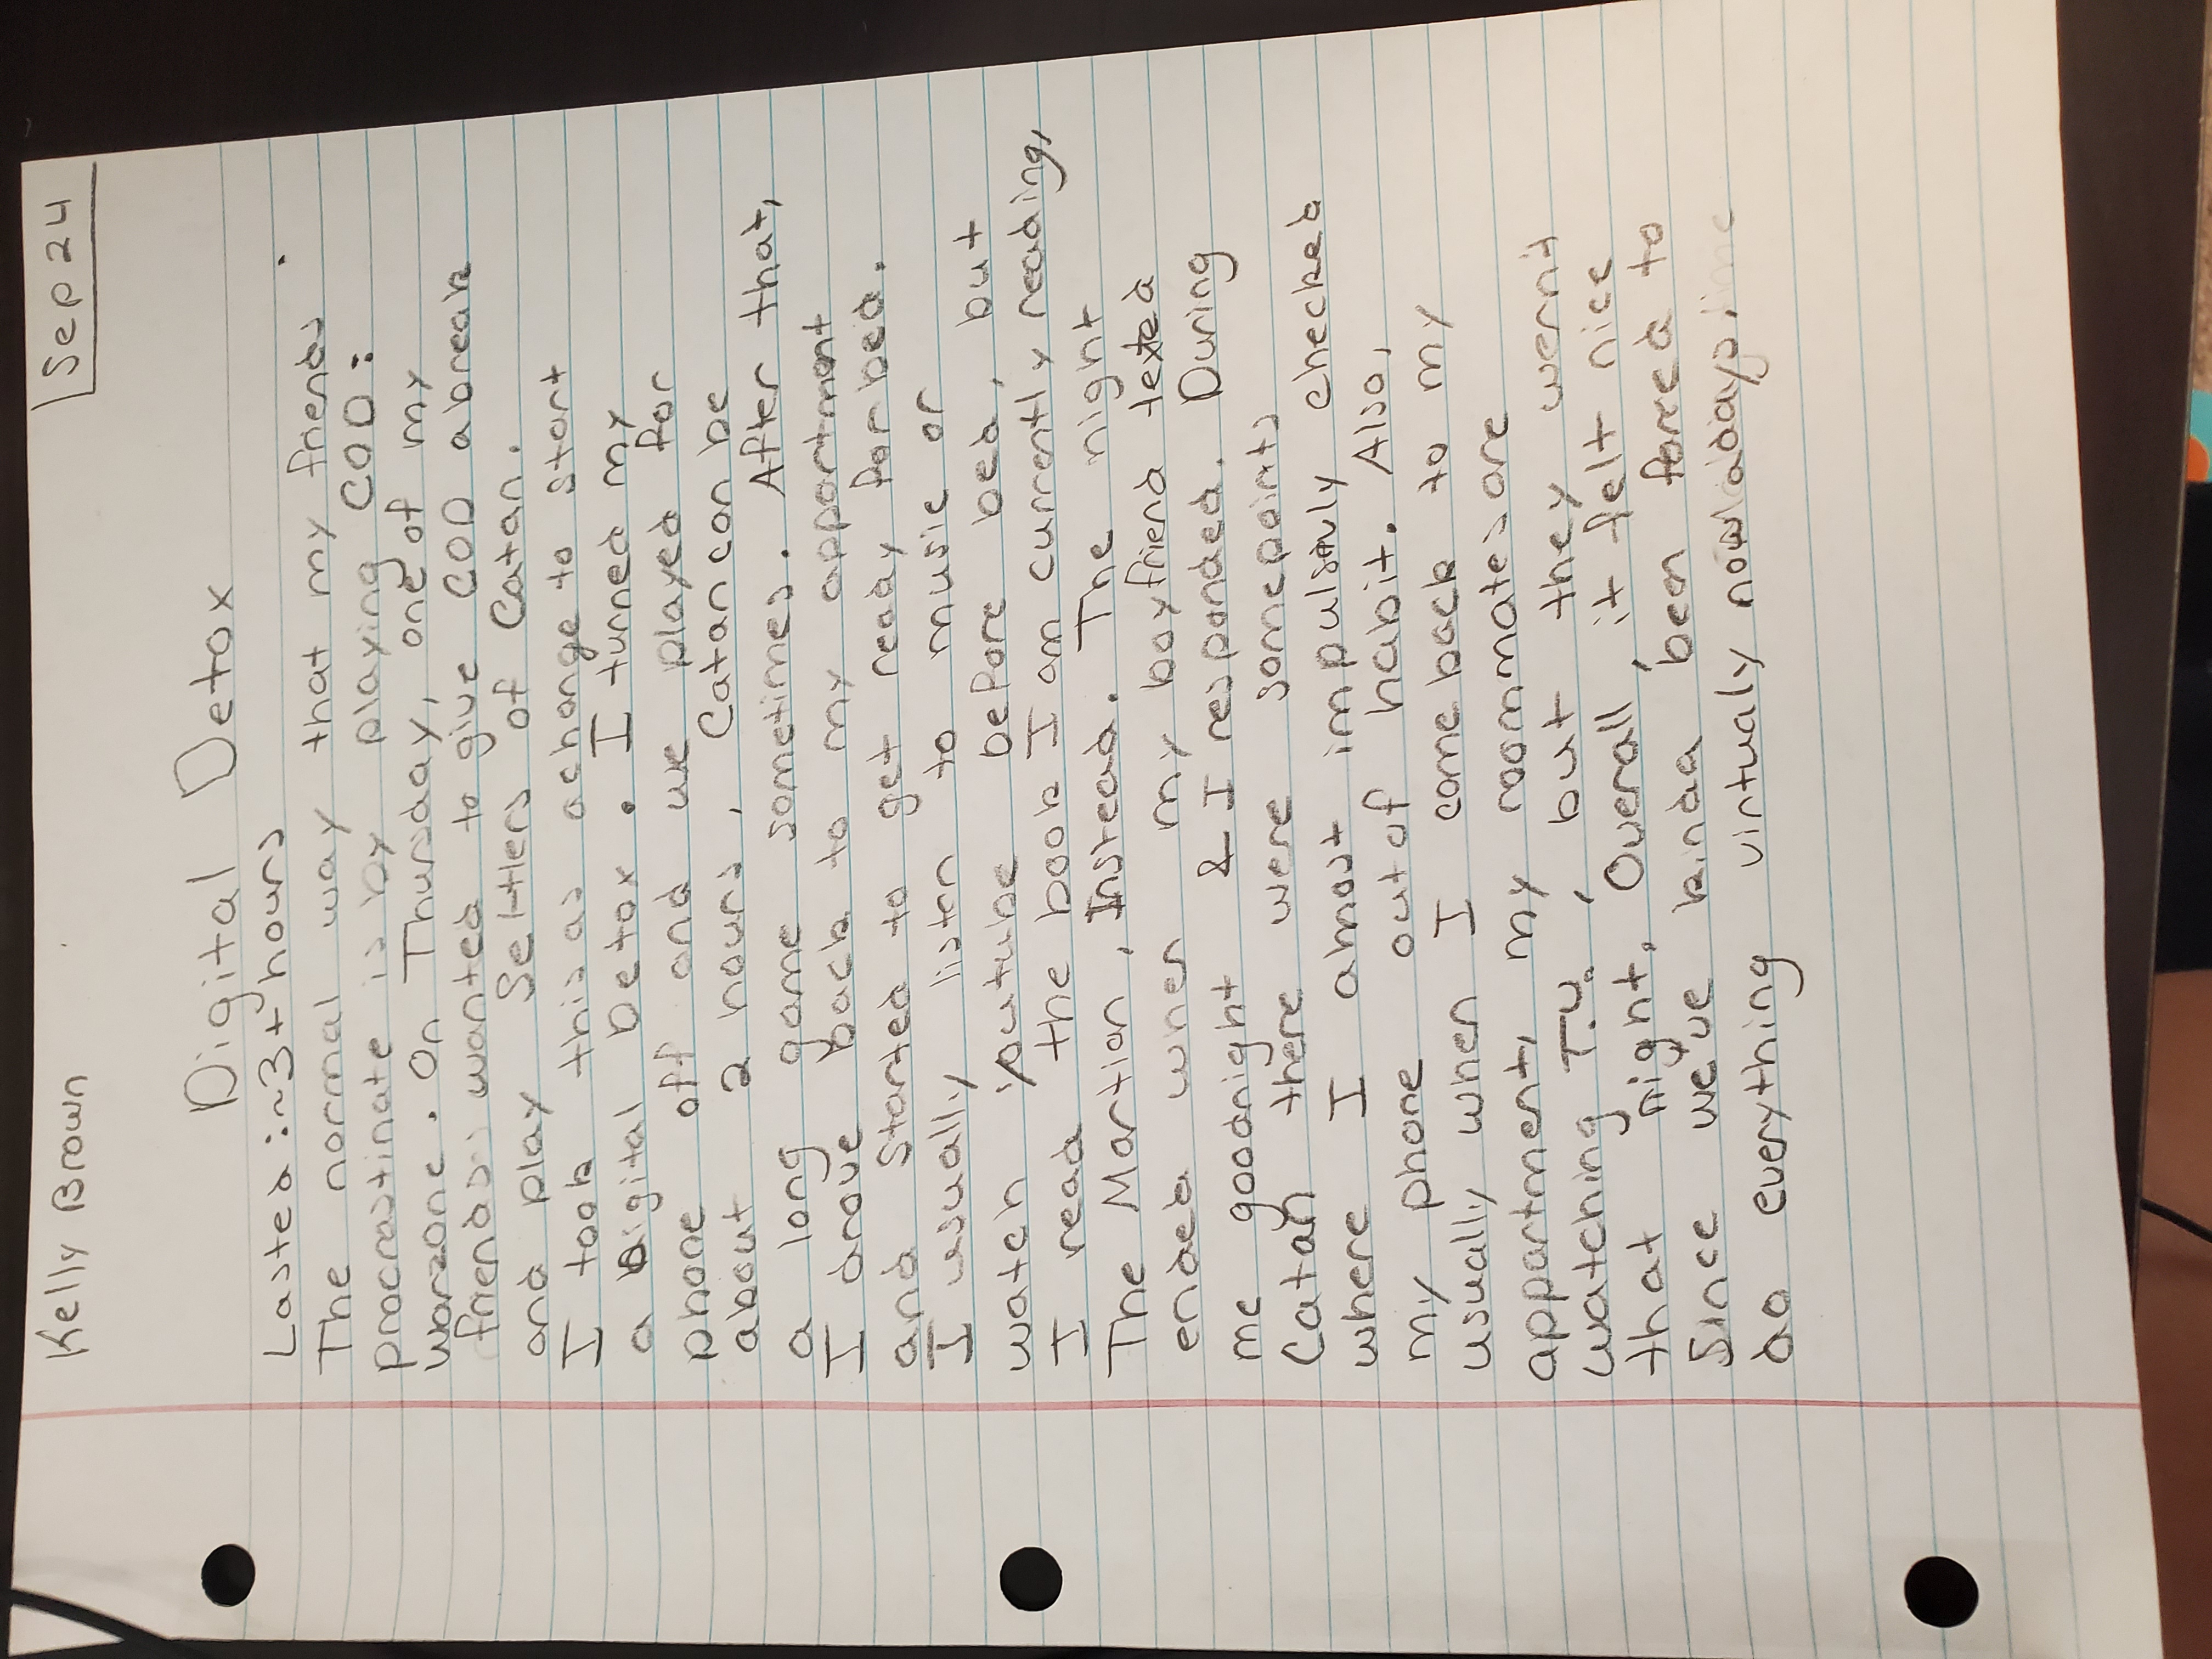 Kelly Brown
Sep 24
Digital Detox
Lasted :~3+ hours
The normal way that my friends
procrastinate is by playing COD:
warzone. On Thursday, one of my
friends wanted to give COD a break
and play Settlers of Catan.
I took this as a change to start
a Digital Detox. I turned my
phone off and we played for
about 2 hours, Catan can be
a long game sometimes. After that,
I drove back to my appartment
and started to get ready for bed.
I usually listen to music or
watch youtube before bed, but
I read the book I am currently reading,
The Martian, Instead. The night
ended when my boyfriend texted
me goodnight & I responded. During
Catan there were some points
where I amost impulsivly checked
my phone out of habit. Also,
usually when I come back to my
appartment, my roommates are
watching T.V., but they wernt
that night. Overall, it felt nice
Since we've kinda been forced to
do everything virtualy now adays.